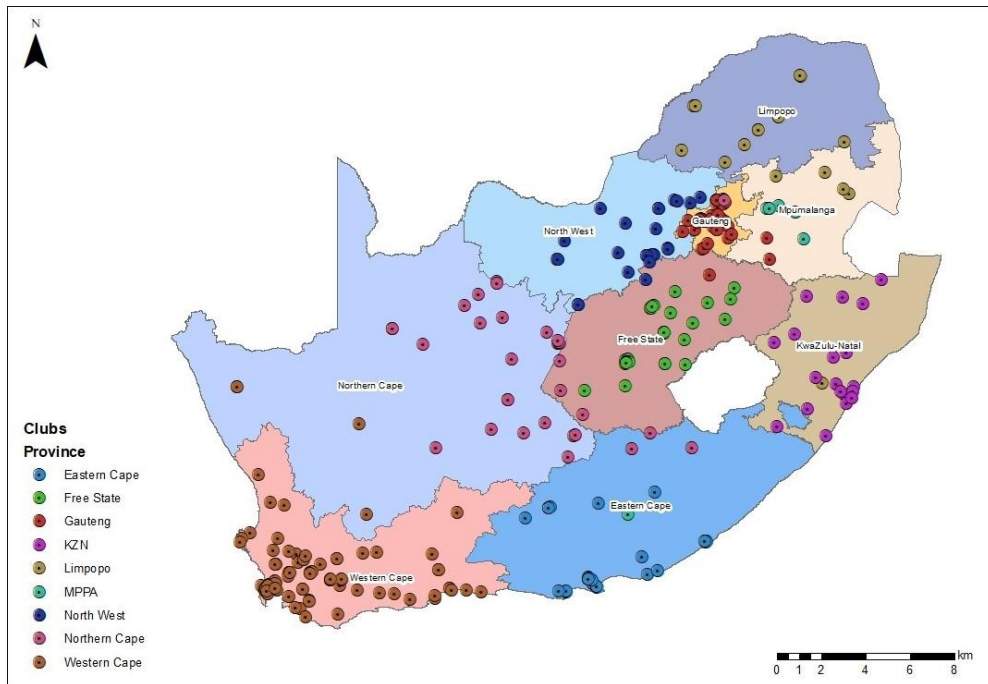 N
Limpopo
Mpumalanga
Gauteng
North West
Free State
KwaZulu-Natal
Northern Cape
Eastern Cape
Western Cape
Clubs
Province
Eastern Cape
Free State
Gauteng
KZN
Limpopo
MPPA
North West
Northern Cape
Western Cape
km
0 1 2 4 6 8